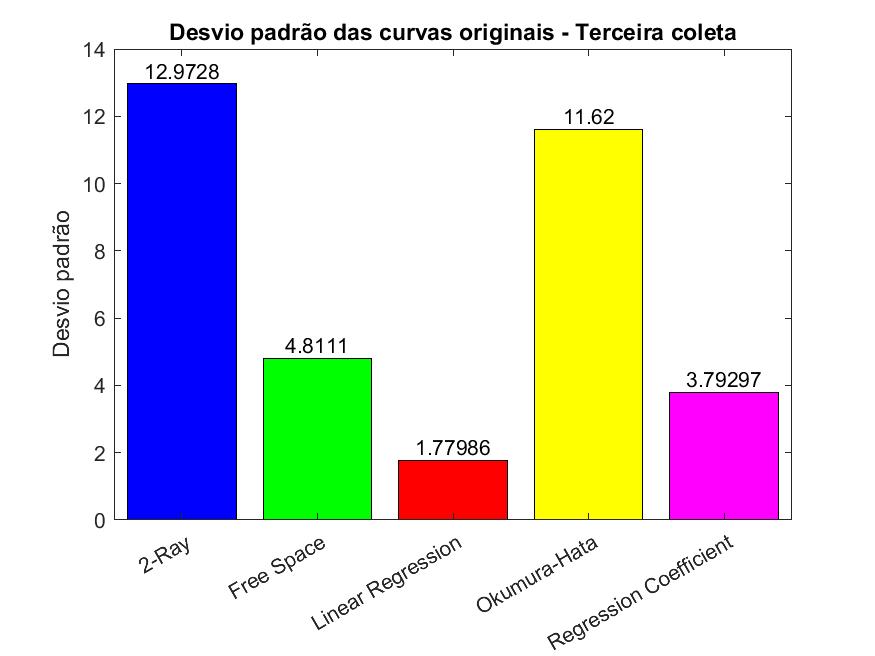 Desvio padrão das curvas originais - Terceira coleta
Desvio padrão
14
12
10
8
6
4
2
0
12.9728
4.8111
1.77986
11.62
3.79297
2-Ray
Free Space
Linear Regression
Okumura-Hata
Regression Coefficient